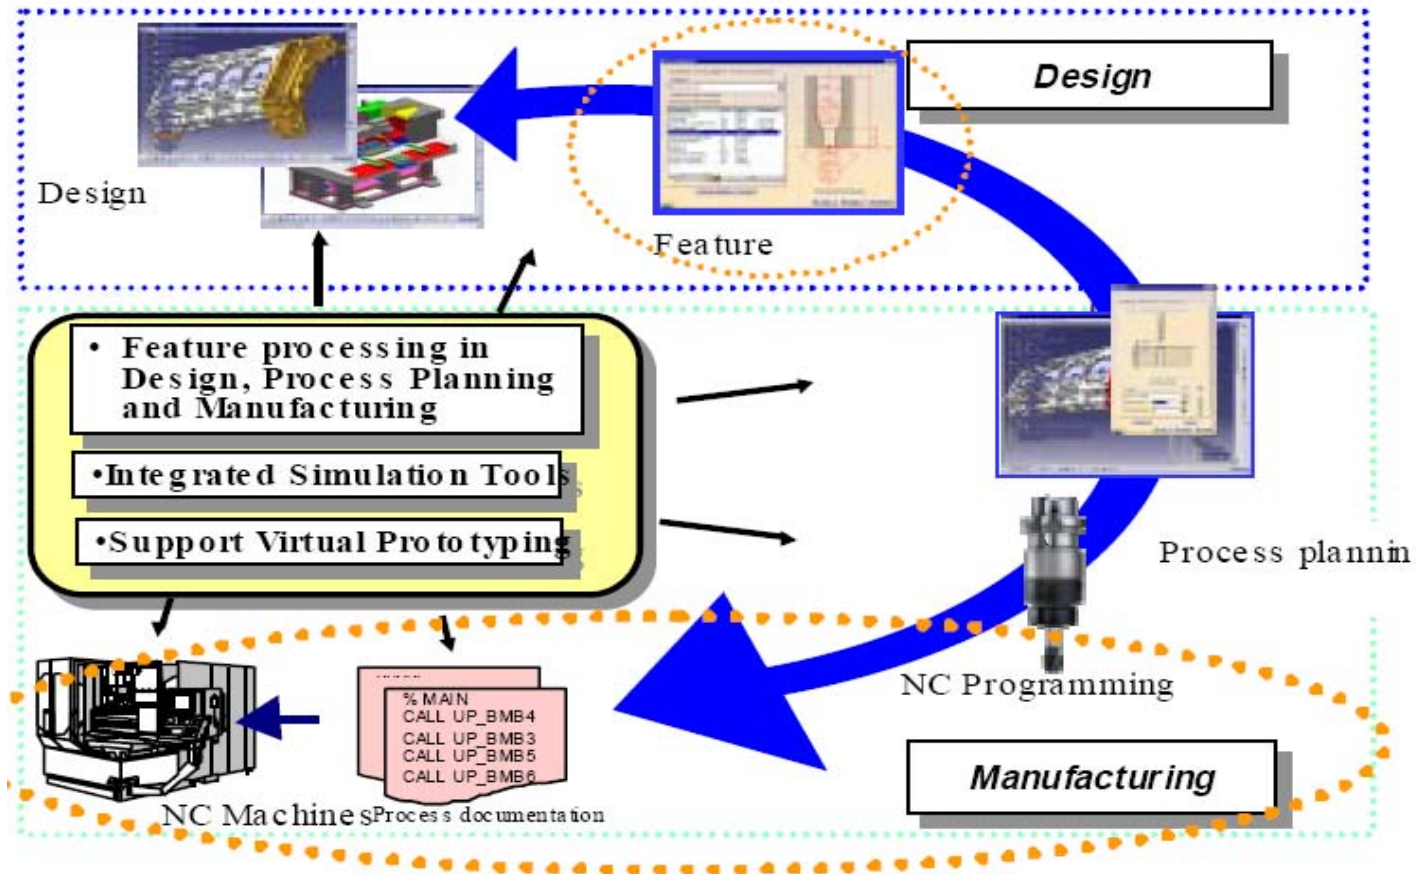 Design
Design
Feature
• Feature processing in
Design, Process Planning
and Manufacturing
•Integrated Simulation Tools
•Support Virtual Prototyping
Process plannin
NC Programming
% MAIN
CALL UP_BMB4
CALL UP_BMB3
CALL UP_BMB5
CALL UP_BMB6
Manufacturing
NC Machines
Process documentation